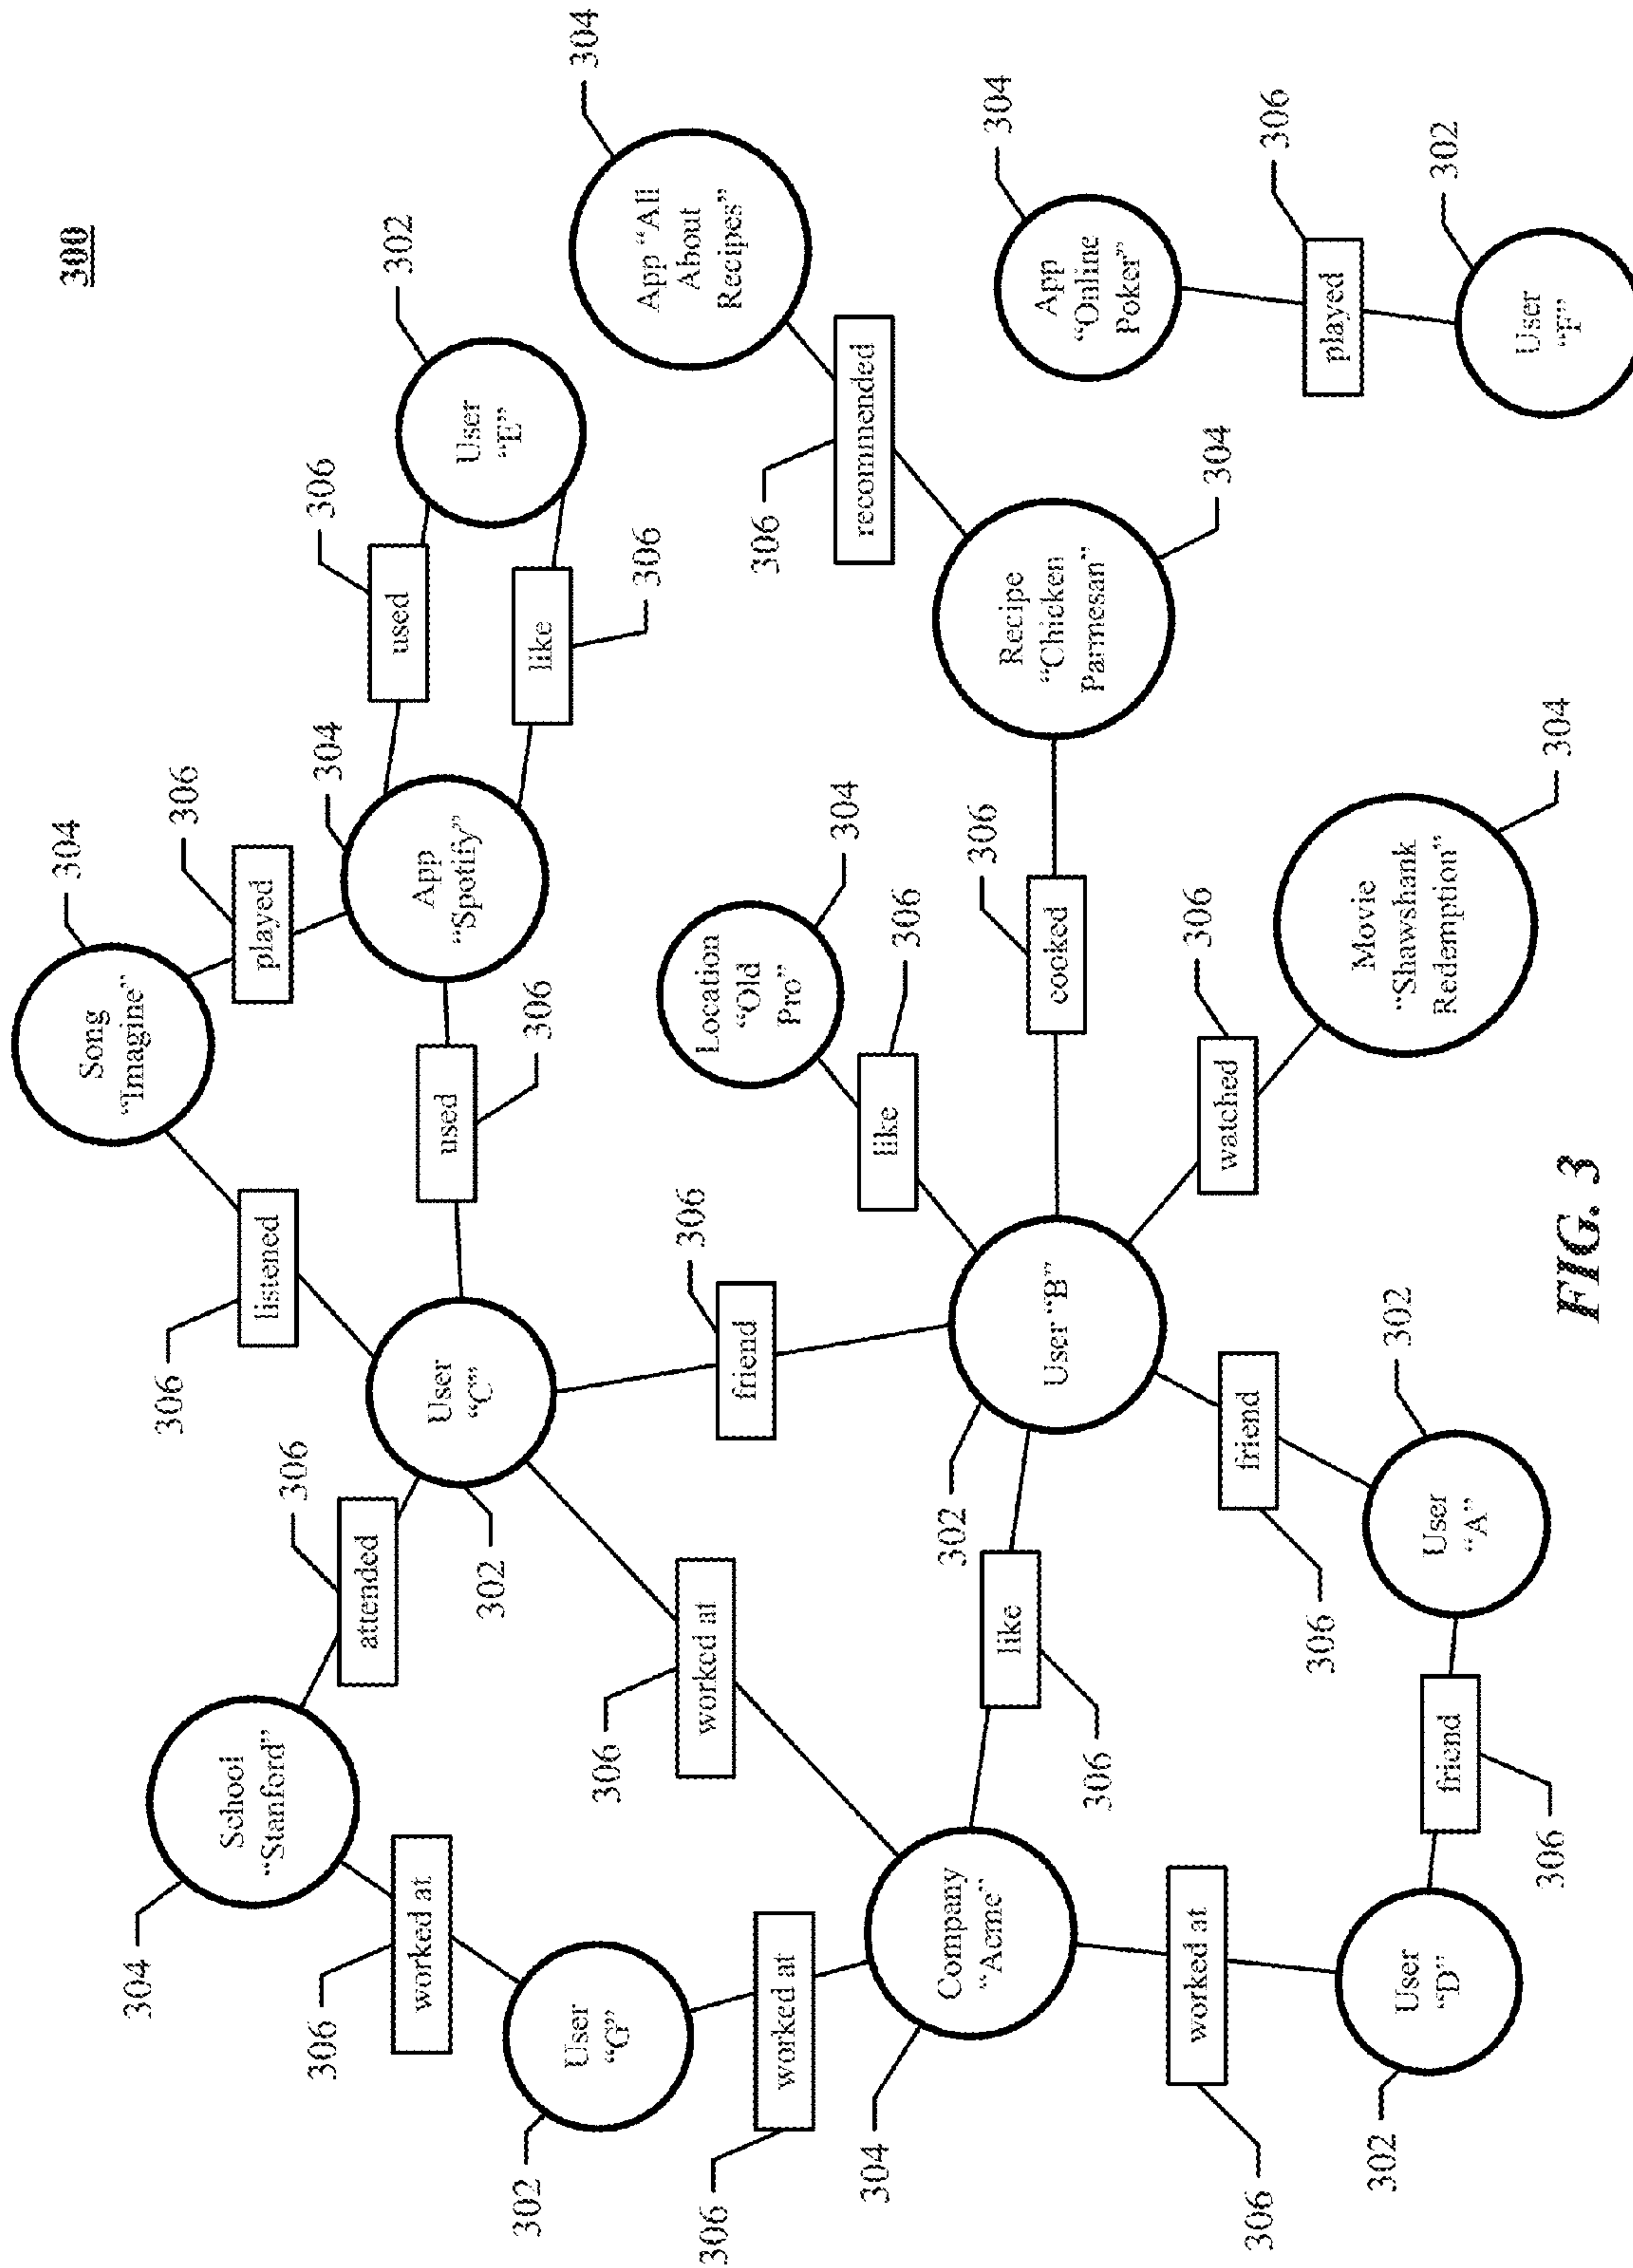 300
Song
“Imagine”
304
304
School
“Stanford”
306
listened
306
played
306
worked at
306
attended
306
used
304
302
User
“C”
302
used
306
App
“Spotify”
User
“E”
like
306
302
User
“G”
304
App “All
About
Recipes”
306
worked at
306
friend
306
worked at
Location
“Old
Pro”
304
306
recommended
like
306
304
Company
“Acme”
like
306
302
User “B”
306
cooked
Recipe
“Chicken
Parmesan”
304
304
App
“Online
Poker”
306
worked at
306
friend
306
watched
306
played
302
User
“D”
friend
306
User
“A”
302
Movie
“Shawshank
Redemption”
304
302
User
“F”
FIG. 3